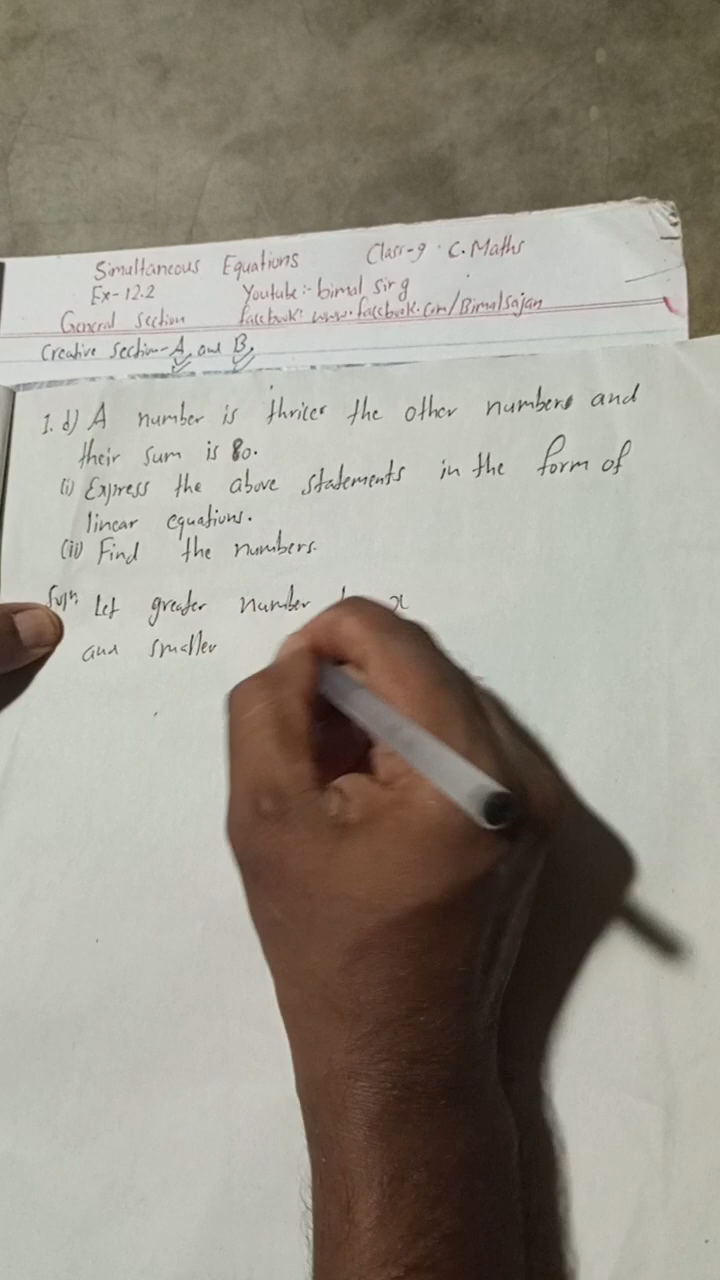 Simultaneous Equations Class-9. C. Maths
Ex-12.2 Youtube:- bimal sir g
General section facebook: www.facebook.com/Bimalsajan
Creative section-A and B.
1. d) A number is thrices the other numbers and
their sum is 80.
(i) Express the above statements in the form of
linear equations.
(ii) Find the numbers.
Soln Let greater number x
and smaller